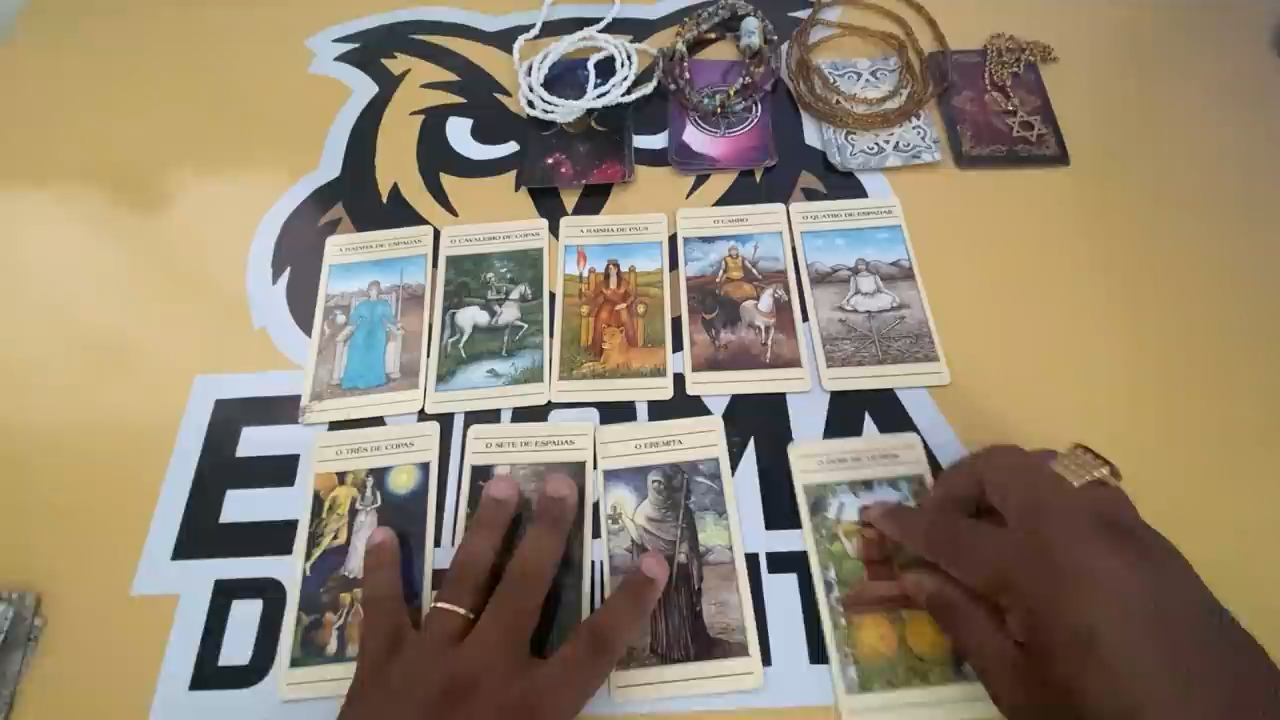 A RAINHA DE ESPADAS
O CAVALEIRO DE COPAS
A RAINHA DE PAUS
O CARRO
O QUATRO DE ESPADAS
O TRÊS DE COPAS
O SETE DE ESPADAS
O EREMITA
ENIGMA